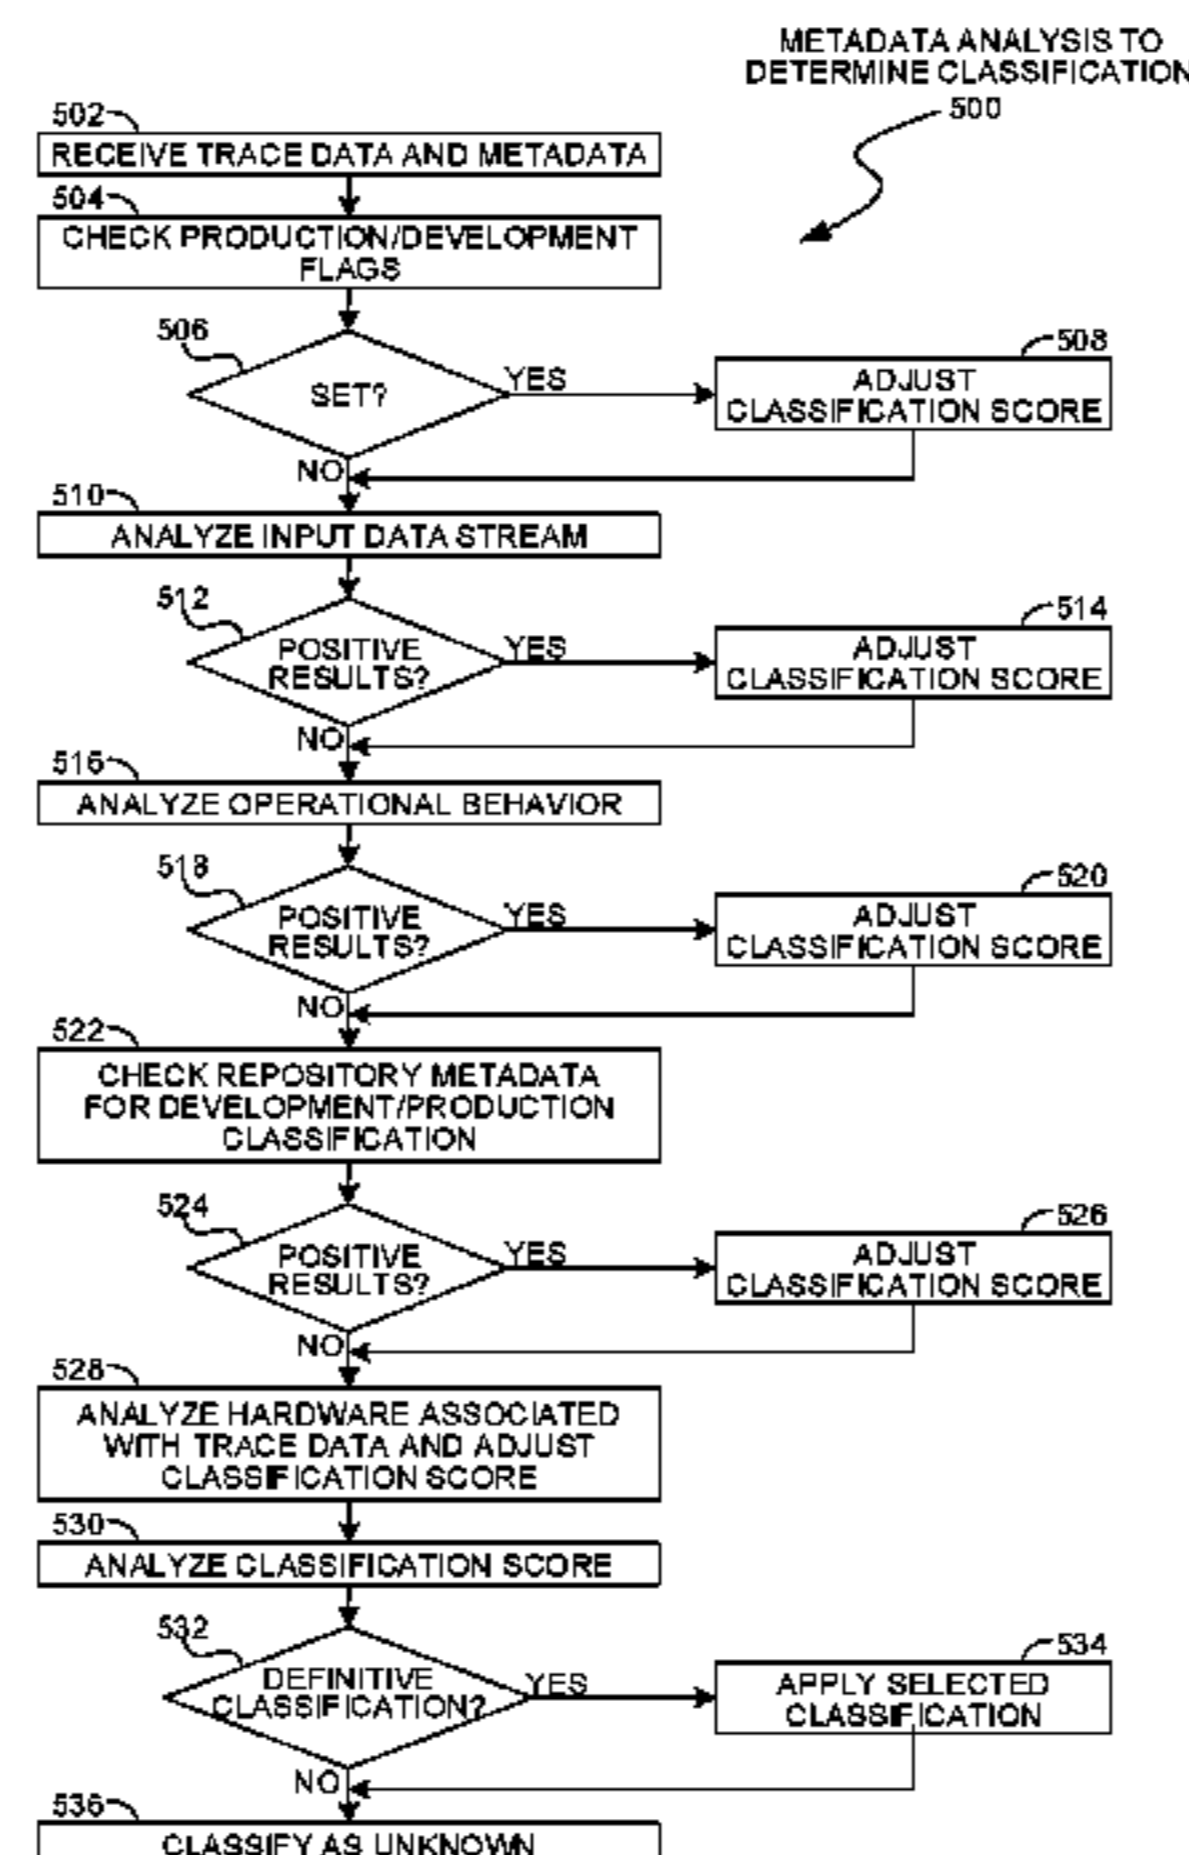 METADATA ANALYSIS TO
DETERMINE CLASSIFICATION
500
502
RECEIVE TRACE DATA AND METADATA
504
CHECK PRODUCTION/DEVELOPMENT
FLAGS
506
SET?
YES
508
ADJUST
CLASSIFICATION SCORE
NO
510
ANALYZE INPUT DATA STREAM
512
POSITIVE
RESULTS?
YES
514
ADJUST
CLASSIFICATION SCORE
NO
516
ANALYZE OPERATIONAL BEHAVIOR
518
POSITIVE
RESULTS?
YES
520
ADJUST
CLASSIFICATION SCORE
NO
522
CHECK REPOSITORY METADATA
FOR DEVELOPMENT/PRODUCTION
CLASSIFICATION
524
POSITIVE
RESULTS?
YES
526
ADJUST
CLASSIFICATION SCORE
NO
528
ANALYZE HARDWARE ASSOCIATED
WITH TRACE DATA AND ADJUST
CLASSIFICATION SCORE
530
ANALYZE CLASSIFICATION SCORE
532
DEFINITIVE
CLASSIFICATION?
YES
534
APPLY SELECTED
CLASSIFICATION
NO
536
CLASSIFY AS UNKNOWN